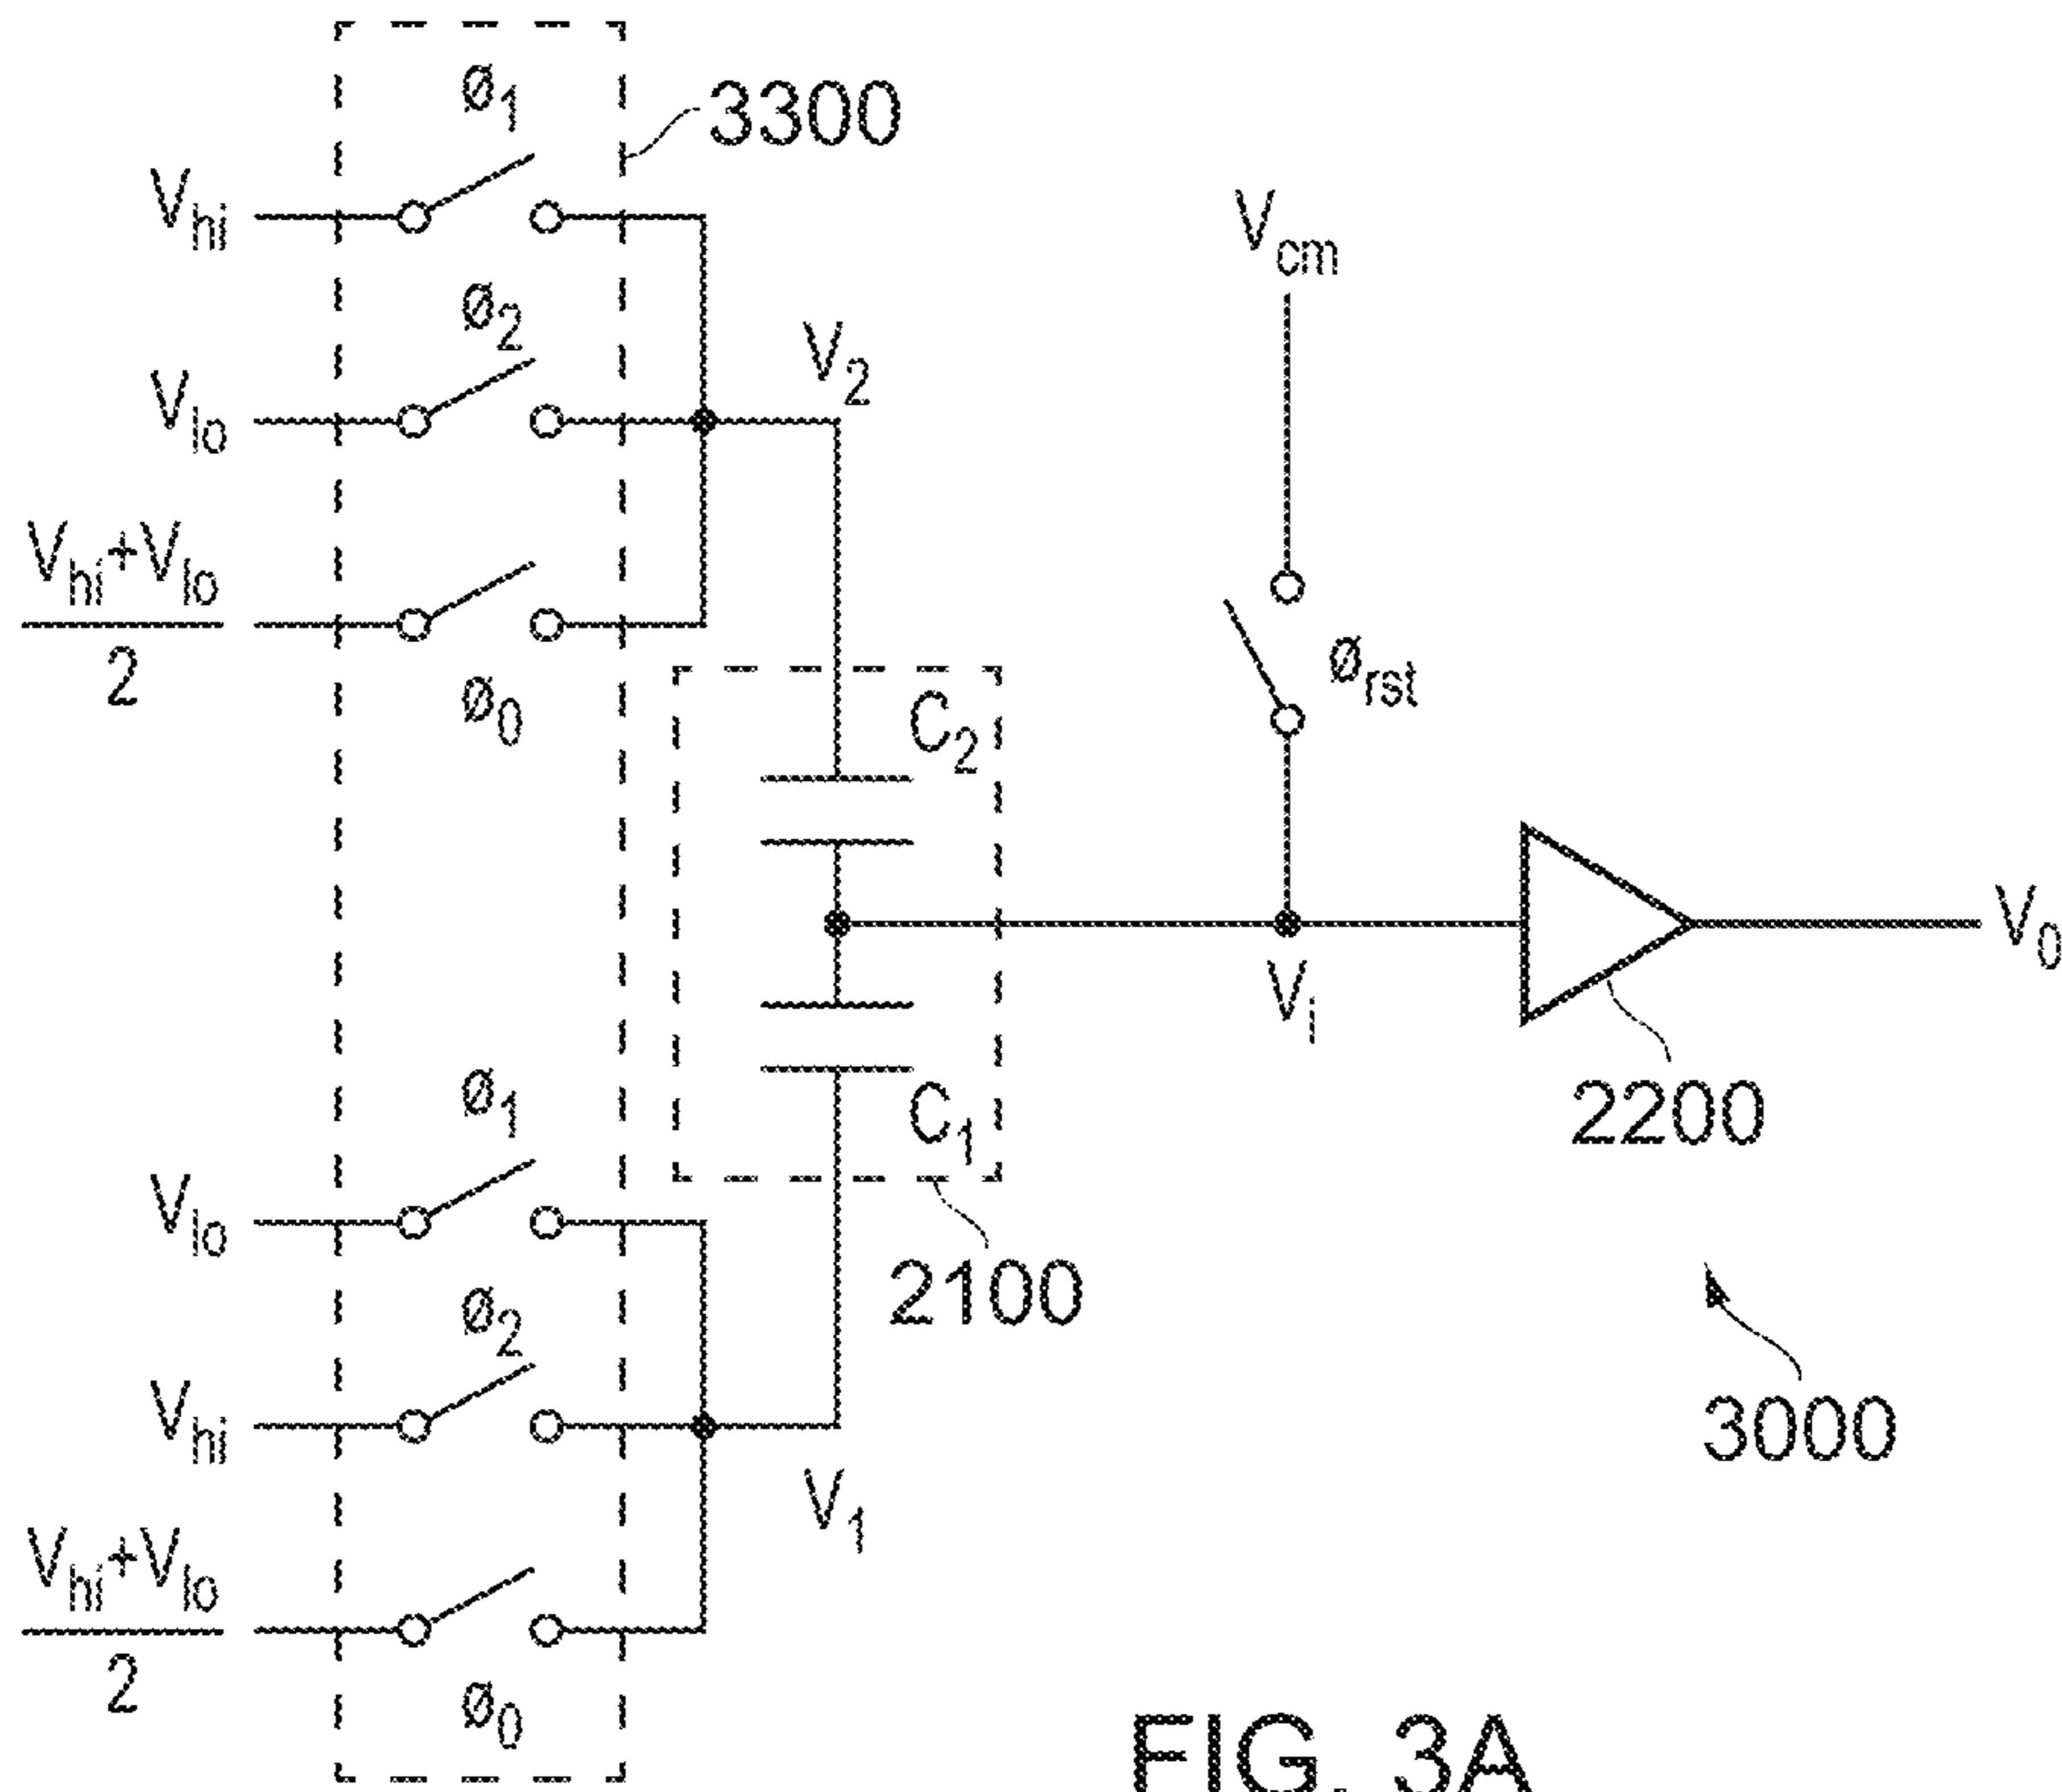 ø1
3300
Vhi
Vcm
ø2
V2
Vlo
Vhi+Vlo
2
ø0
C2
ørst
V0
Vi
2200
ø1
C1
Vlo
2100
ø2
3000
Vhi
V1
Vhi+Vlo
2
ø0
FIG. 3A